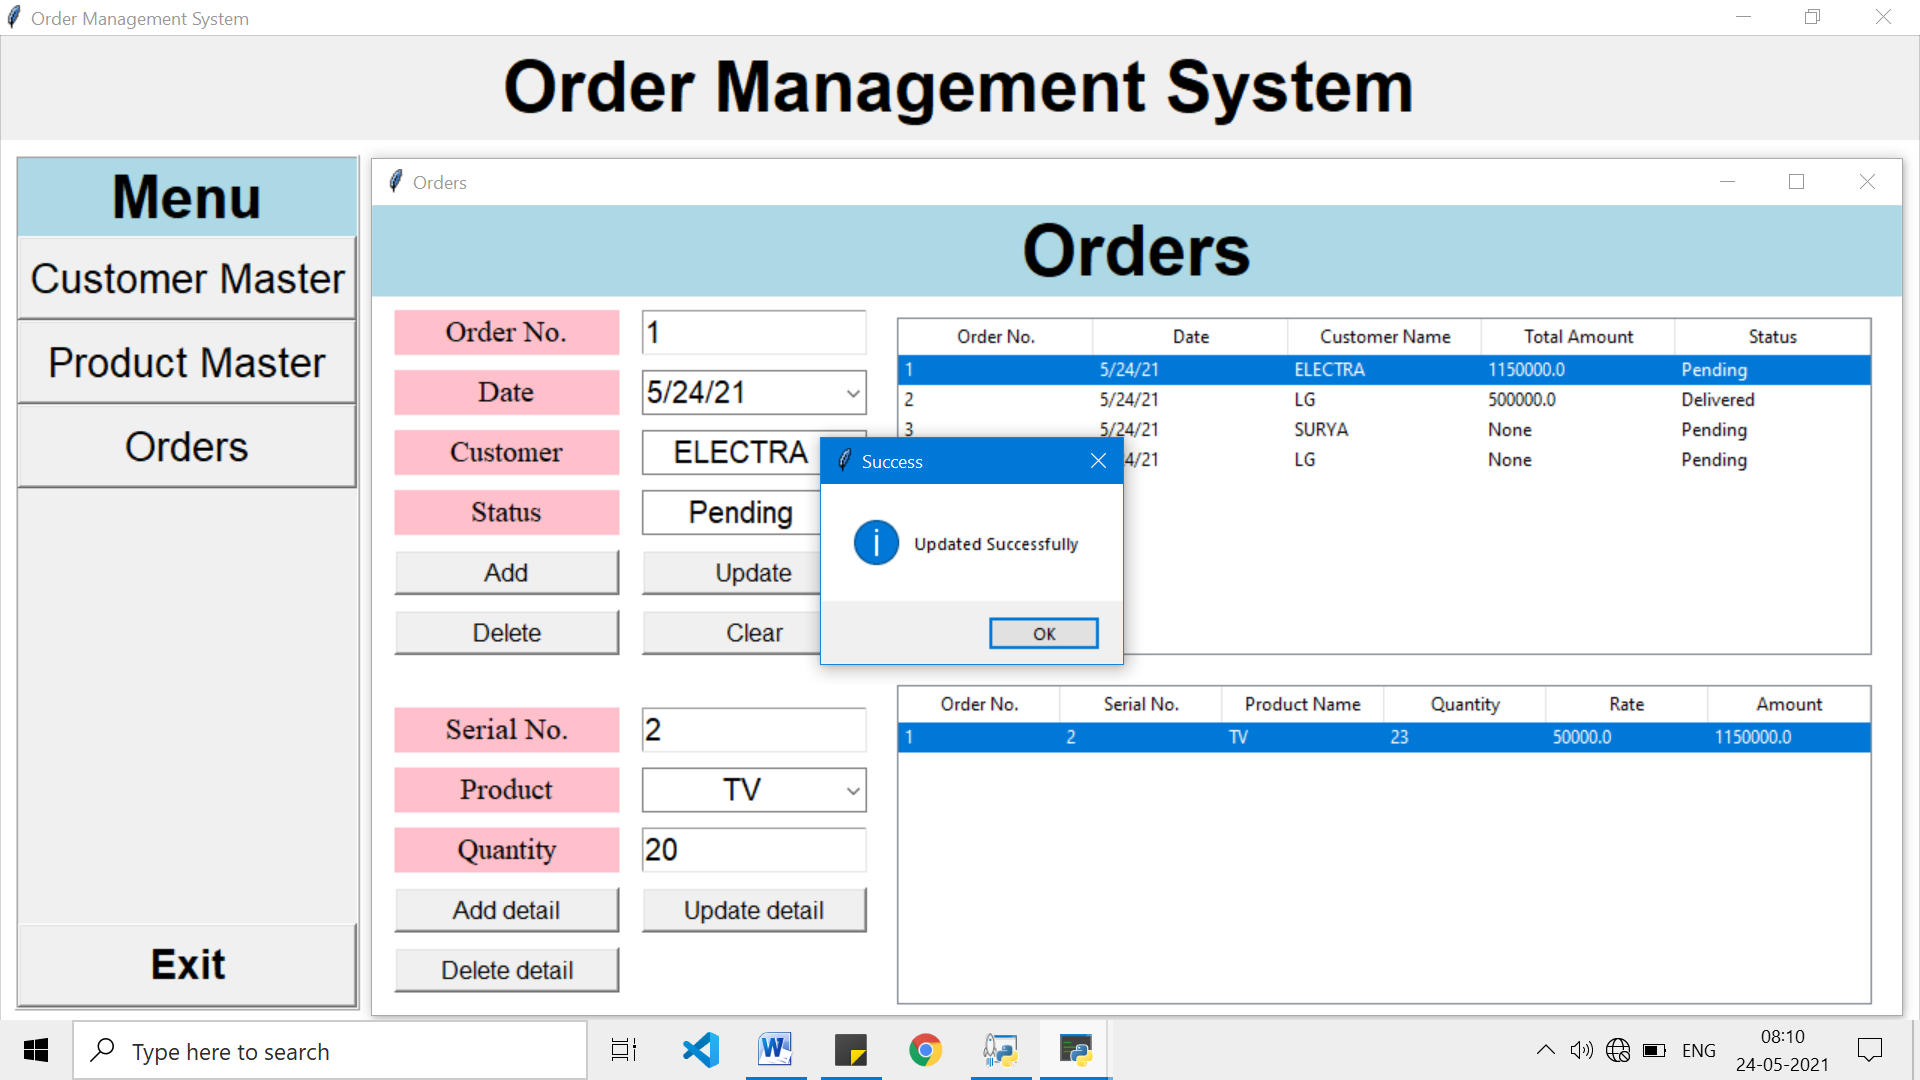 Order Management System
Order Management System
Menu
Customer Master
Product Master
Orders
Exit
Orders
Orders
Order No. 1
Date 5/24/21
Customer ELECTRA
Status Pending
Add Update
Delete Clear
Order No. Date Customer Name Total Amount Status
1 5/24/21 ELECTRA 1150000.0 Pending
2 5/24/21 LG 500000.0 Delivered
3 5/24/21 SURYA None Pending
4/21 LG None Pending
Success
i Updated Successfully
OK
Serial No. 2
Product TV
Quantity 20
Add detail Update detail
Delete detail
Order No. Serial No. Product Name Quantity Rate Amount
1 2 TV 23 50000.0 1150000.0
Type here to search
W
ENG
08:10
24-05-2021